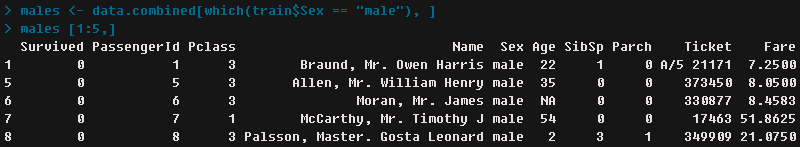 > males <- data.combined[which(train$Sex == "male"), ]
> males [1:5,]
Survived PassengerId Pclass Name Sex Age SibSp Parch Ticket Fare
1 0 1 3 Braund, Mr. Owen Harris male 22 1 0 A/5 21171 7.2500
5 0 5 3 Allen, Mr. William Henry male 35 0 0 373450 8.0500
6 0 6 3 Moran, Mr. James male NA 0 0 330877 8.4583
7 0 7 1 McCarthy, Mr. Timothy J male 54 0 0 17463 51.8625
8 0 8 3 Palsson, Master. Gosta Leonard male 2 3 1 349909 21.0750